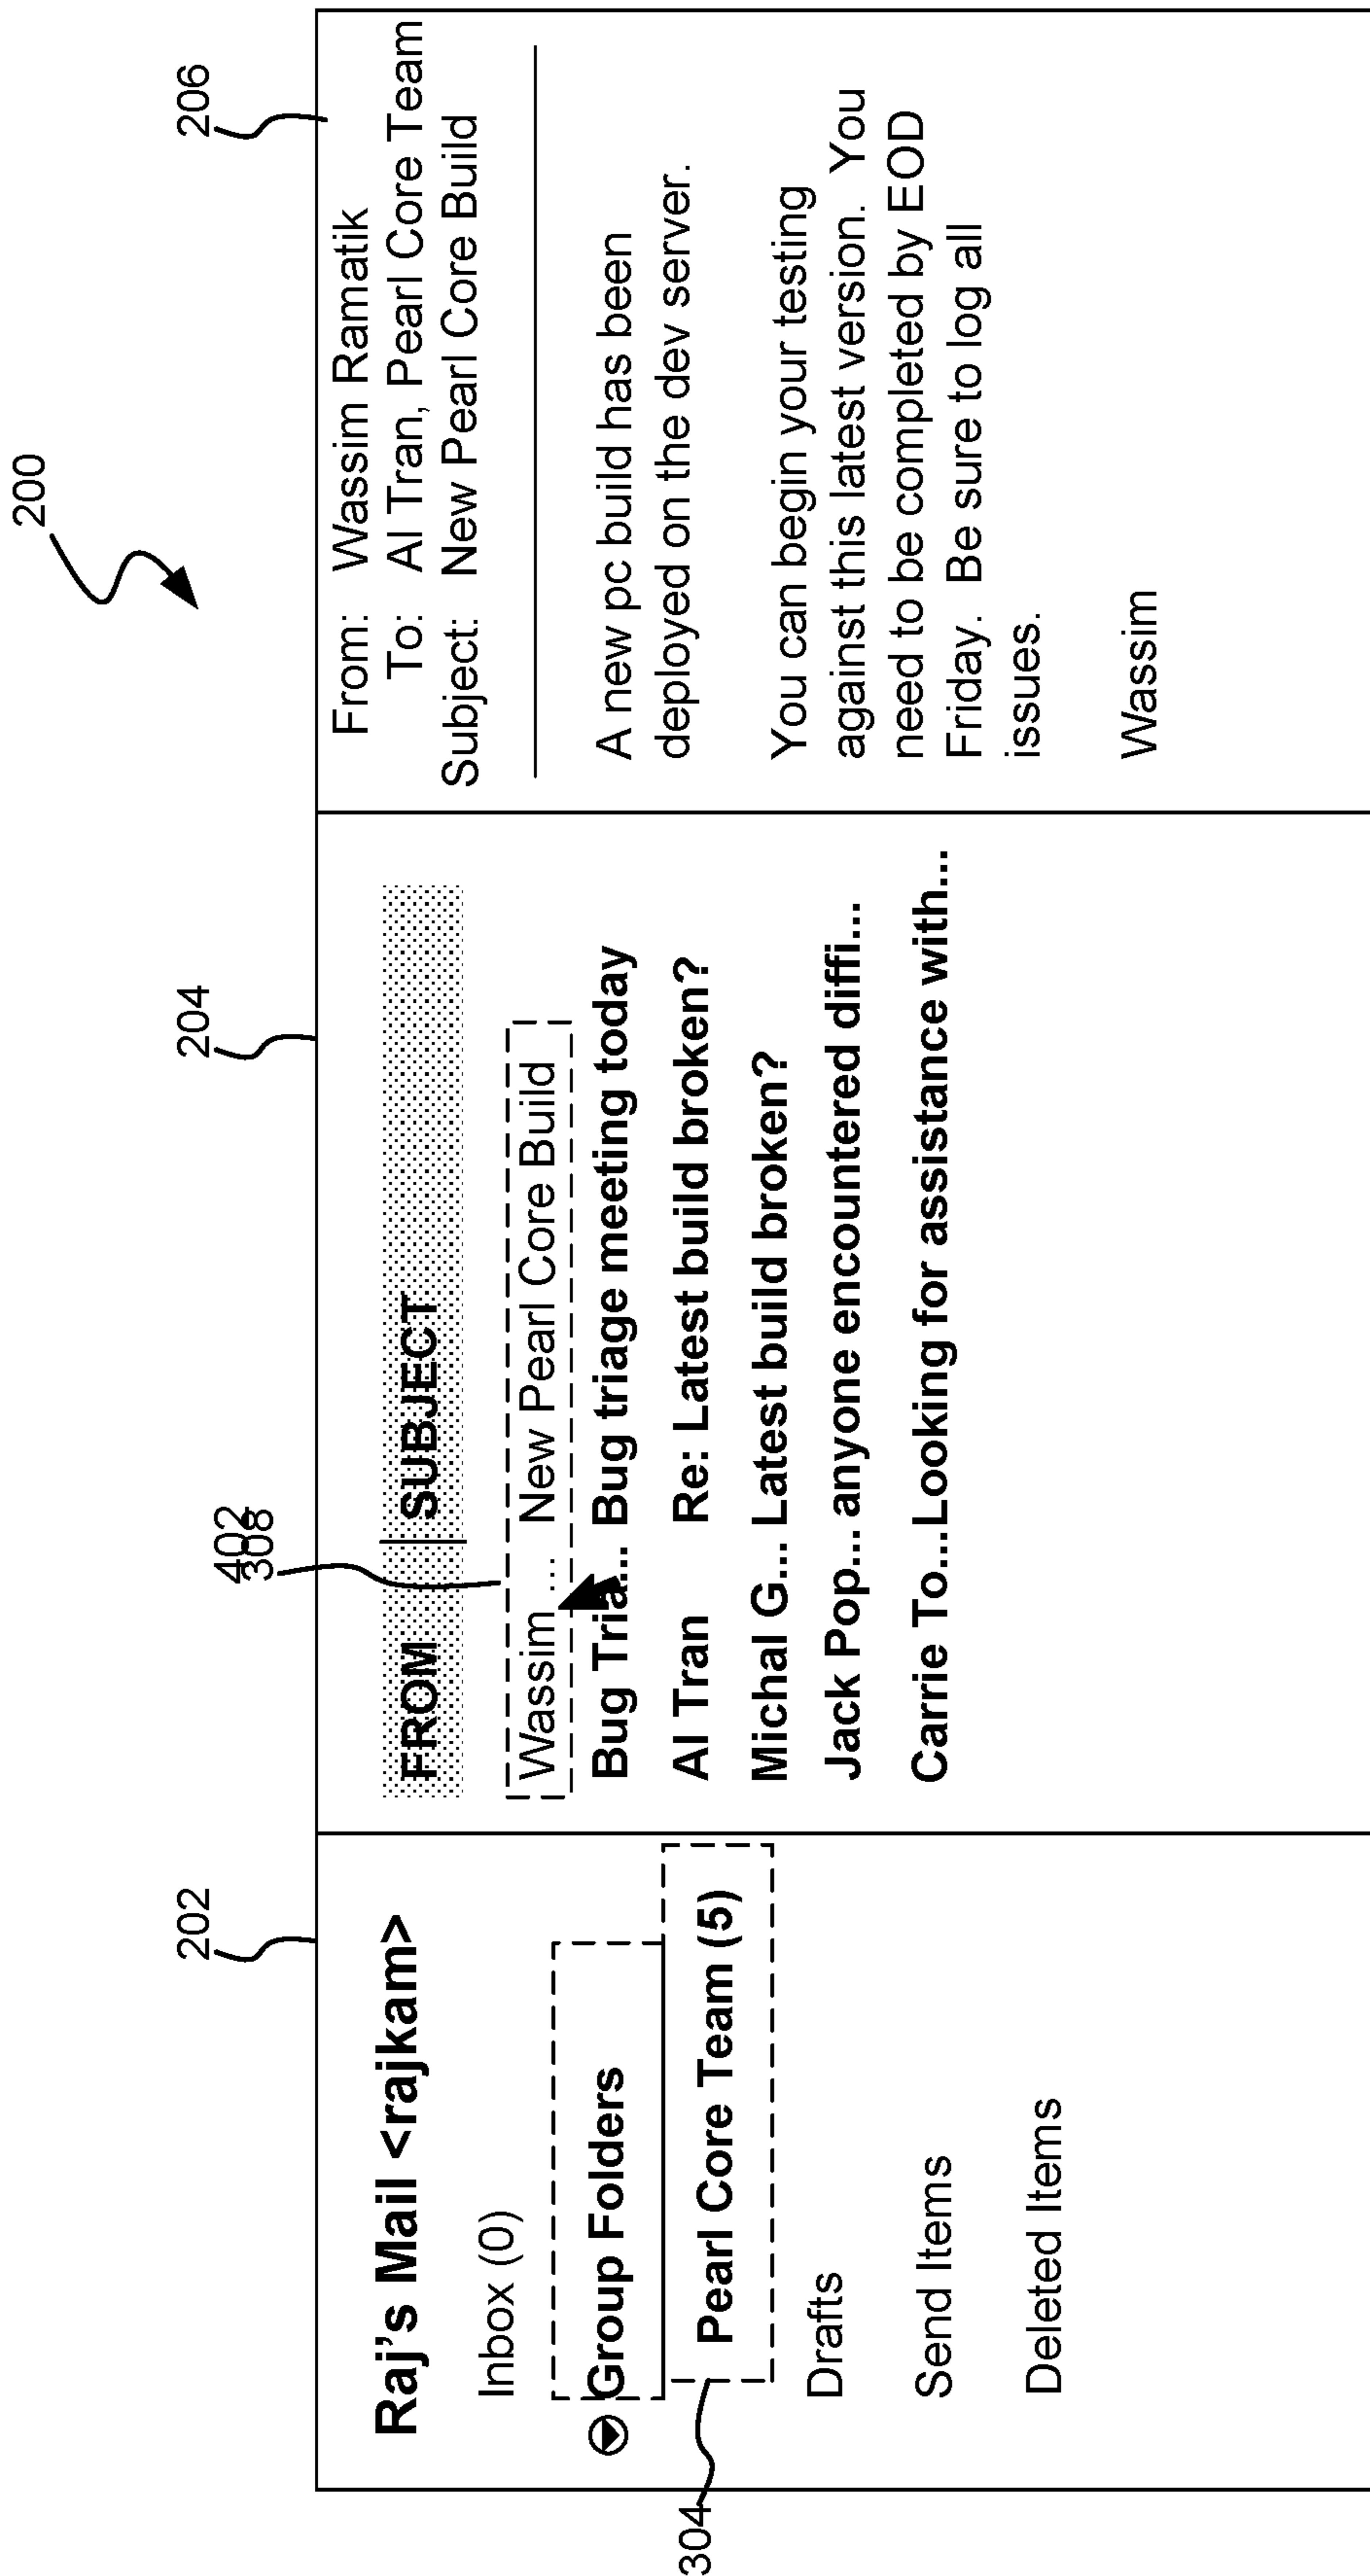 200
202
204
206
Raj's Mail <rajkam>
Inbox (0)
Group Folders
Pearl Core Team (5)
304
Drafts
Send Items
Deleted Items
402
308
FROM SUBJECT
Wassim ... New Pearl Core Build
Bug Tria... Bug triage meeting today
Al Tran Re: Latest build broken?
Michal G... Latest build broken?
Jack Pop... anyone encountered diffi...
Carrie To...Looking for assistance with...
From: Wassim Ramatik
To: Al Tran, Pearl Core Team
Subject: New Pearl Core Build
A new pc build has been
deployed on the dev server.
You can begin your testing
against this latest version. You
need to be completed by EOD
Friday. Be sure to log all
issues.
Wassim